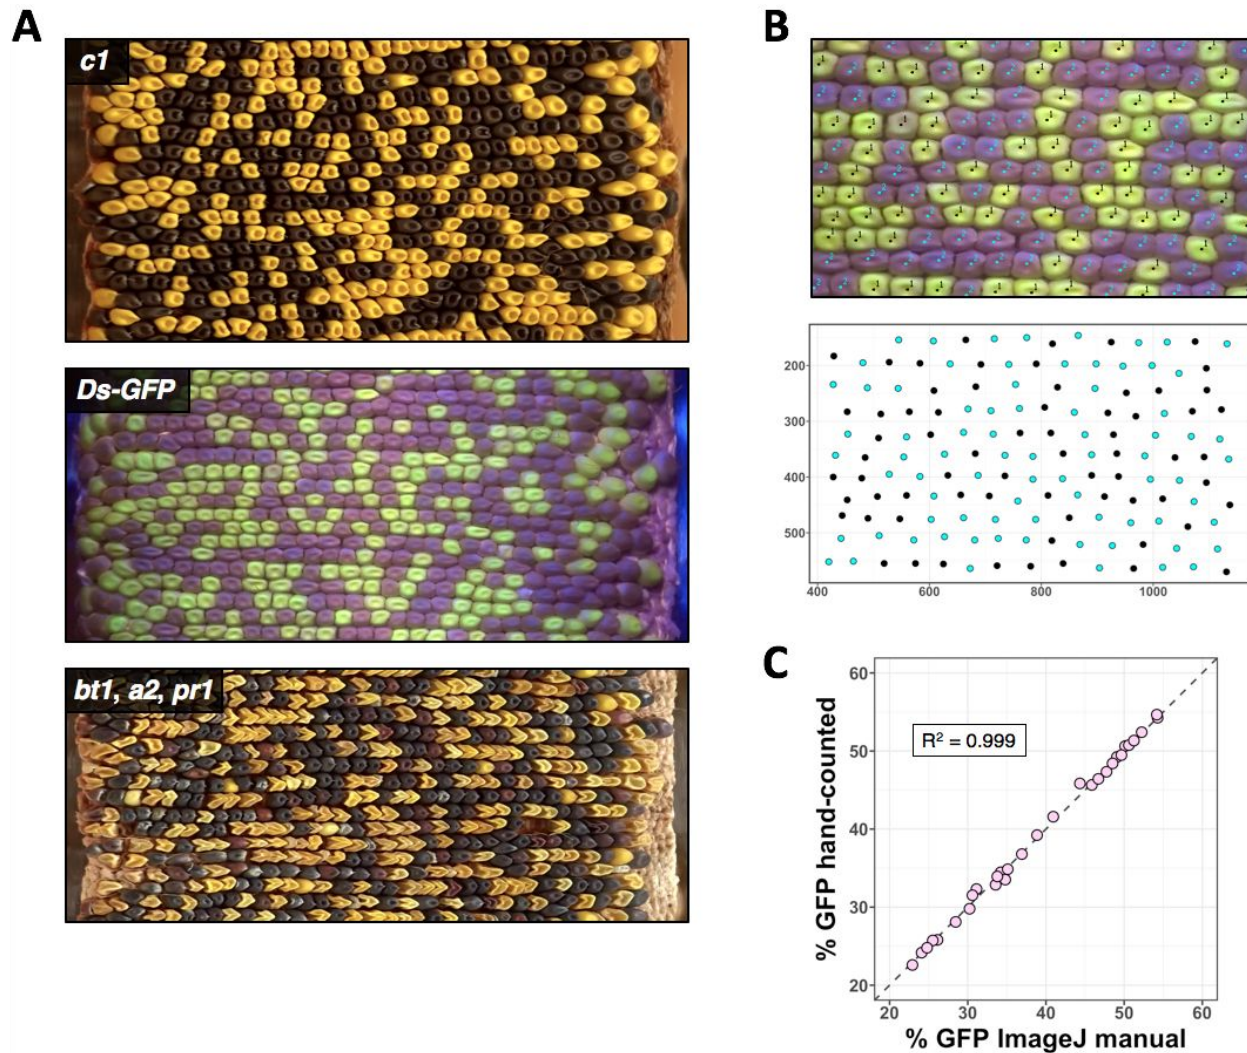 A
c1
Ds-GFP
bt1, a2, pr1
B
200
300
400
500
400 600 800 1000
C
60
50
40
30
20
R² = 0.999
% GFP hand-counted
20 30 40 50 60
% GFP ImageJ manual